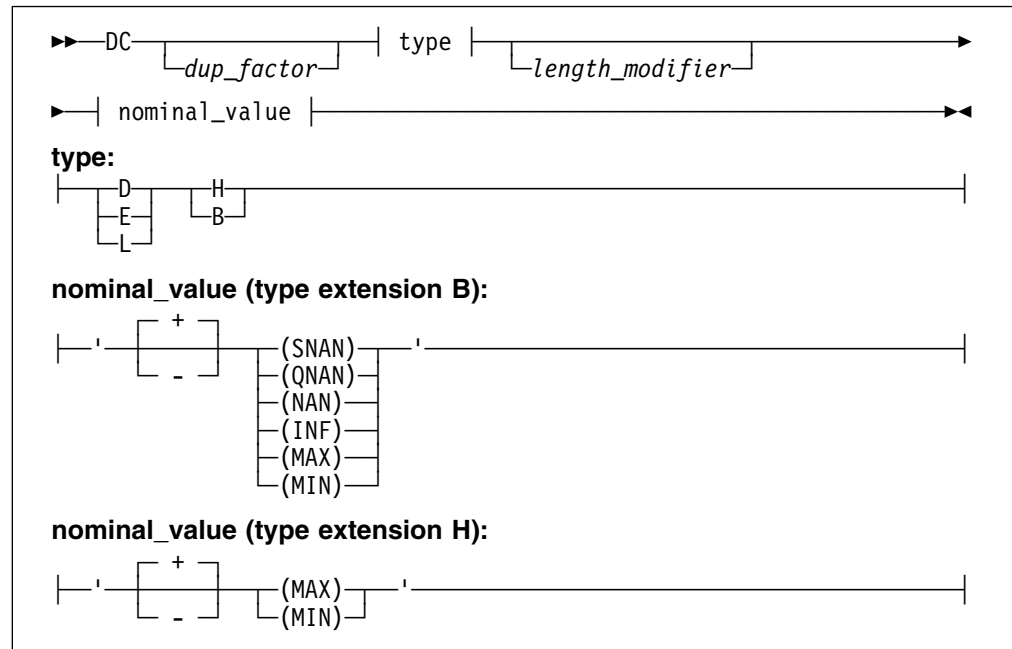 DC type
dup_factor length_modifier
nominal_value
type:
D H
E B
L
nominal_value (type extension B):
+
' (SNAN) '
- (QNAN)
(NAN)
(INF)
(MAX)
(MIN)
nominal_value (type extension H):
+
' (MAX) '
- (MIN)